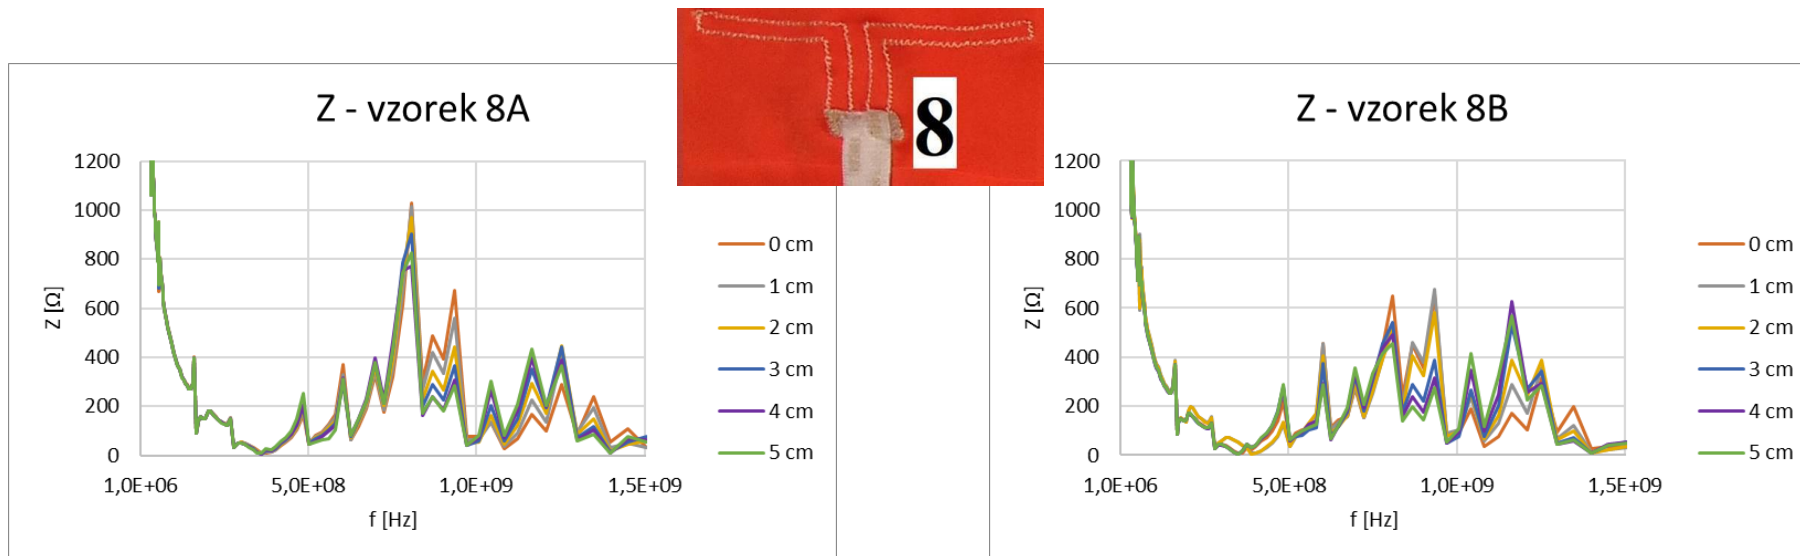 Z - vzorek 8A
1200
1000
800
600
400
200
0
Z [Ω]
1,0E+06
5,0E+08
1,0E+09
1,5E+09
f [Hz]
0 cm
1 cm
2 cm
3 cm
4 cm
5 cm
8
Z - vzorek 8B
1200
1000
800
600
400
200
0
Z [Ω]
1,0E+06
5,0E+08
1,0E+09
1,5E+09
f [Hz]
0 cm
1 cm
2 cm
3 cm
4 cm
5 cm